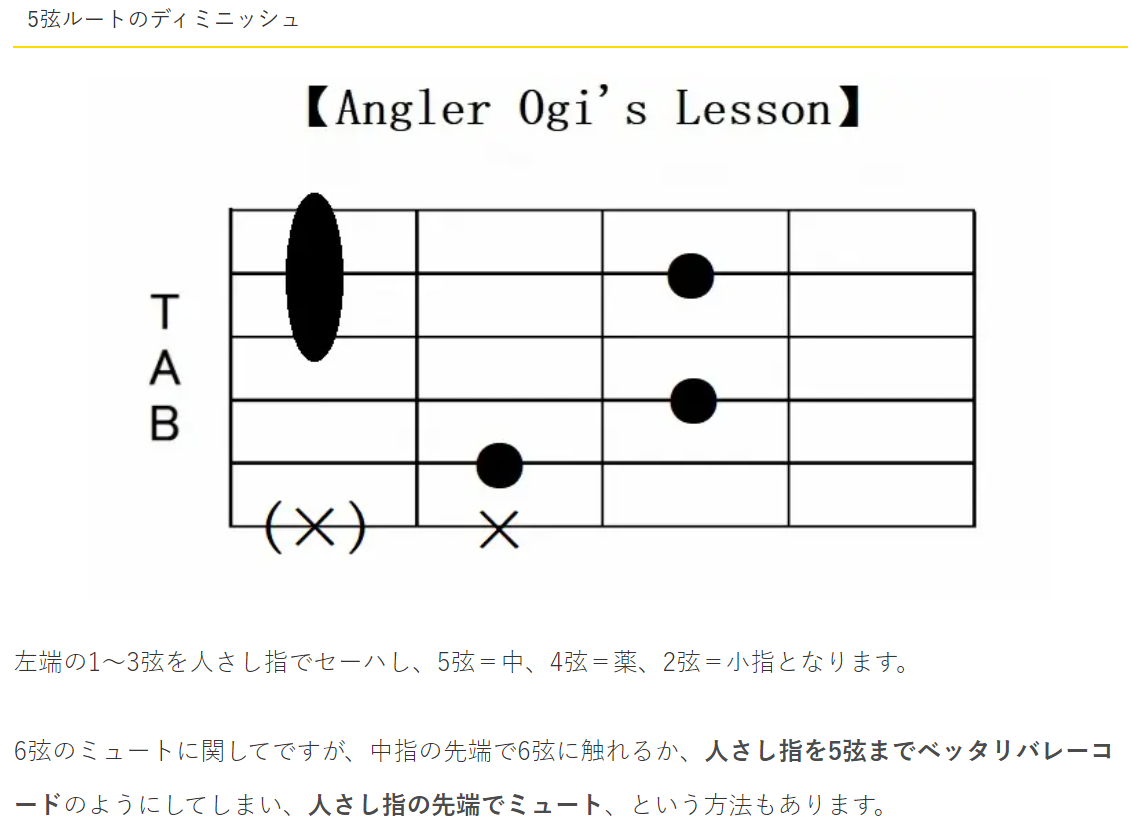 5弦ルートのディミニッシュ
【Angler Ogi's Lesson】
T
A
B
(×) ×
左端の1〜3弦を人さし指でセーハし、5弦＝中、4弦＝薬、2弦＝小指となります。
6弦のミュートに関してですが、中指の先端で6弦に触れるか、人さし指を5弦までベッタリバレーコ
ードのようにしてしまい、人さし指の先端でミュート、という方法もあります。